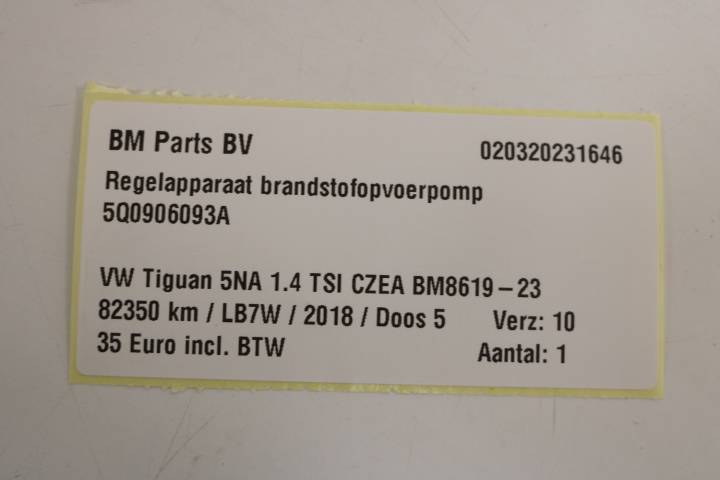 BM Parts BV 020320231646
Regelapparaat brandstofopvoerpomp
5Q0906093A
VW Tiguan 5NA 1.4 TSI CZEA BM8619-23
82350 km / LB7W / 2018 / Doos 5 Verz: 10
35 Euro incl. BTW Aantal: 1